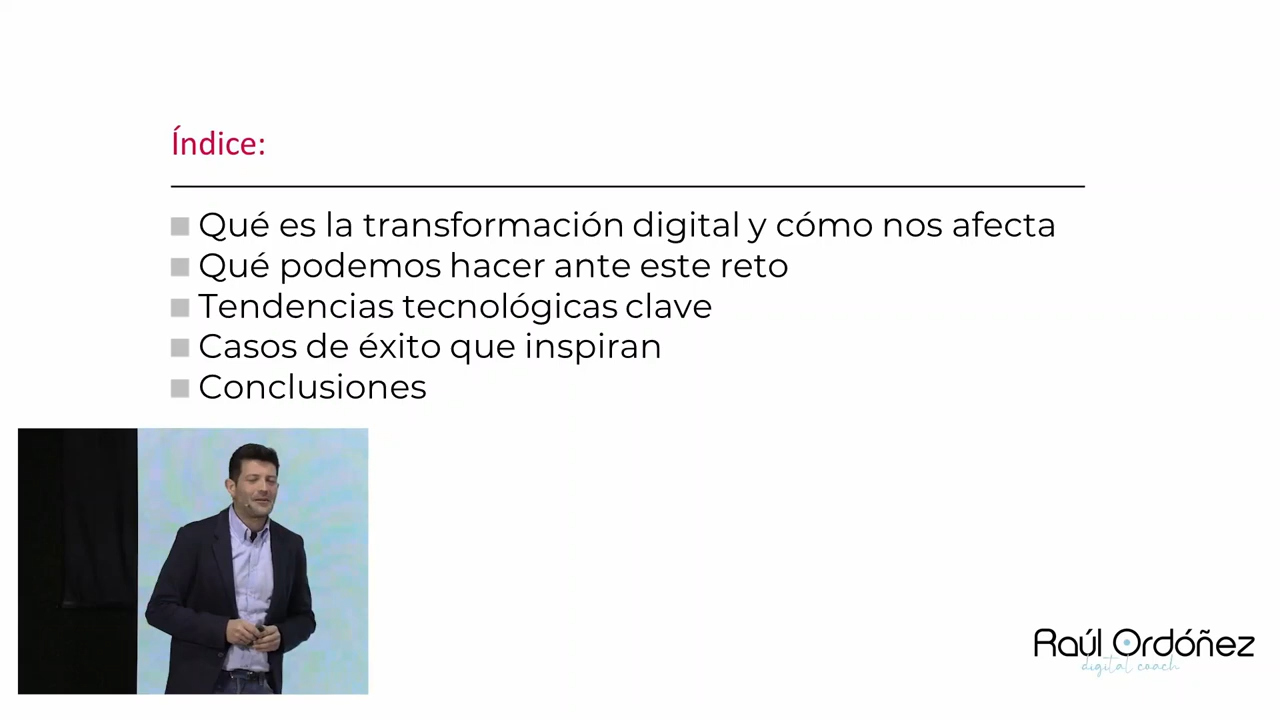 Índice:
Qué es la transformación digital y cómo nos afecta
Qué podemos hacer ante este reto
Tendencias tecnológicas clave
Casos de éxito que inspiran
Conclusiones
Raúl Ordóñez
digital coach